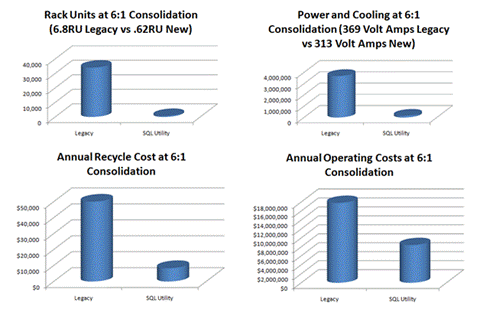 Rack Units at 6:1 Consolidation
(6.8RU Legacy vs .62RU New)
40,000
30,000
20,000
10,000
0
Legacy
SQL Utility
Power and Cooling at 6:1
Consolidation (369 Volt Amps Legacy
vs 313 Volt Amps New)
4,000,000
3,000,000
2,000,000
1,000,000
0
Legacy
SQL Utility
Annual Recycle Cost at 6:1
Consolidation
$50,000
$40,000
$30,000
$20,000
$10,000
$0
Legacy
SQL Utility
Annual Operating Costs at 6:1
Consolidation
$18,000,000
$16,000,000
$14,000,000
$12,000,000
$10,000,000
$8,000,000
$6,000,000
$4,000,000
$2,000,000
$0
Legacy
SQL Utility